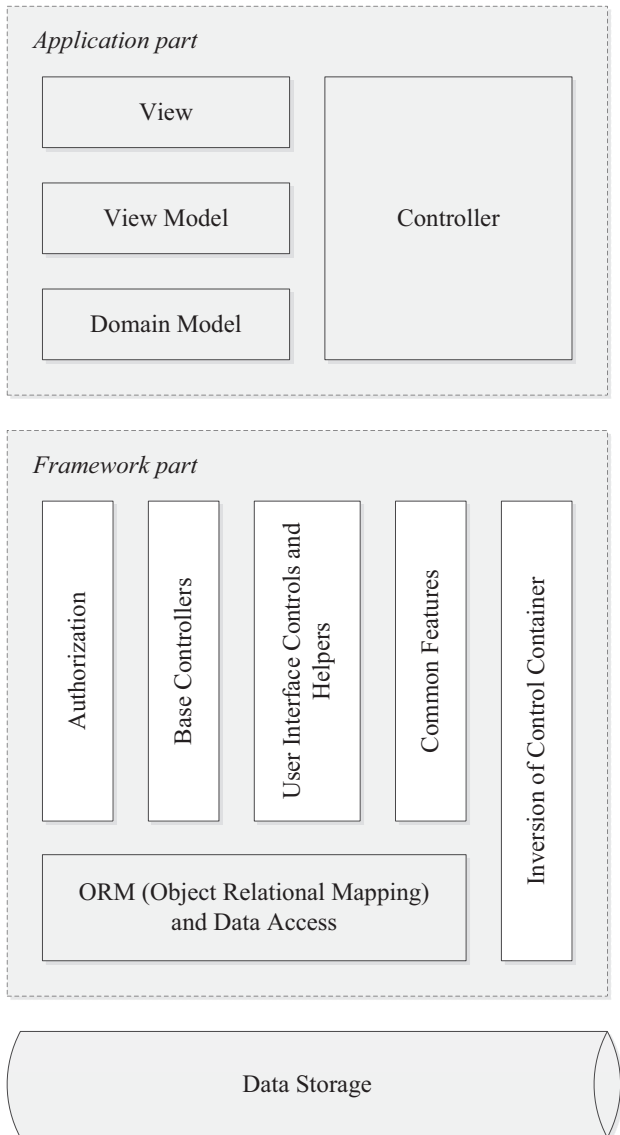 Application part
View
View Model
Domain Model
Controller
Framework part
Authorization
Base Controllers
User Interface Controls and
Helpers
Common Features
Inversion of Control Container
ORM (Object Relational Mapping)
and Data Access
Data Storage